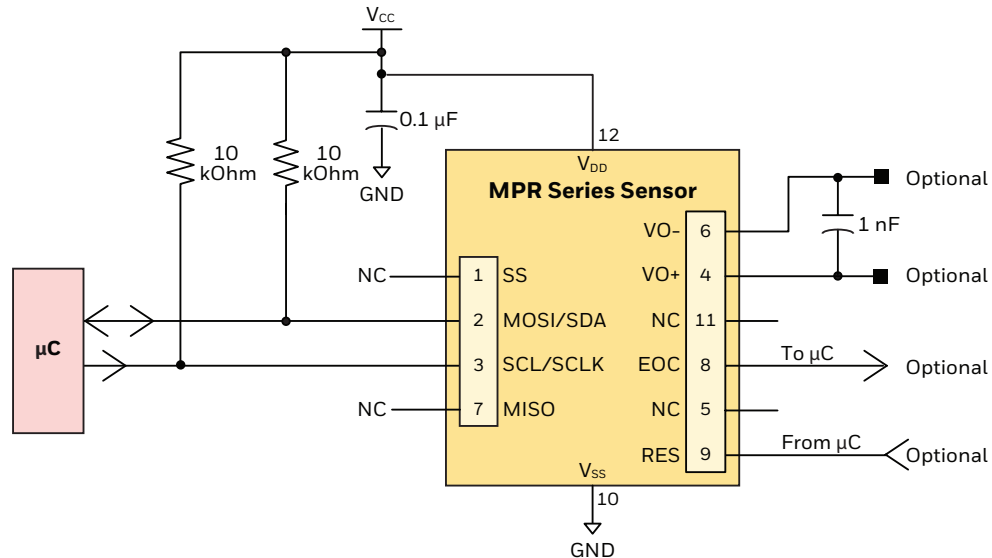 VCC
10
kOhm
10
kOhm
0.1 µF
GND
12
VDD
MPR Series Sensor
Optional
VO-
6
1 nF
NC
1
SS
VO+
4
Optional
µC
2
MOSI/SDA
NC
11
3
SCL/SCLK
EOC
8
To µC
Optional
NC
7
MISO
NC
5
RES
9
From µC
Optional
VSS
10
GND